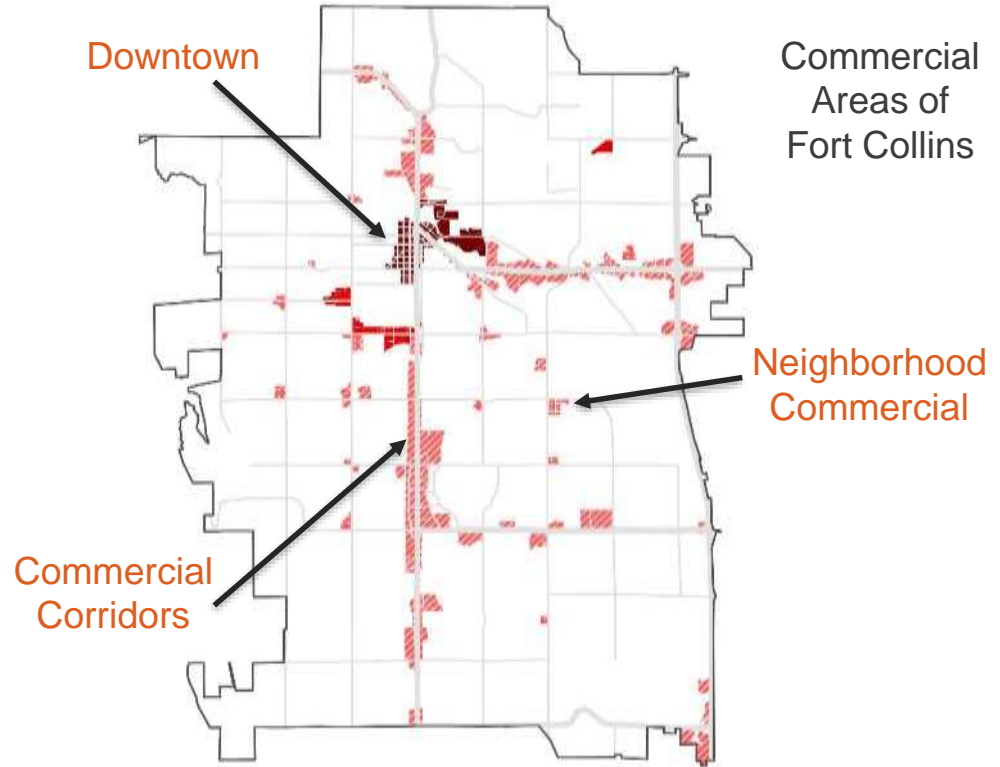 Downtown
Commercial
Areas of
Fort Collins
Neighborhood
Commercial
Commercial
Corridors